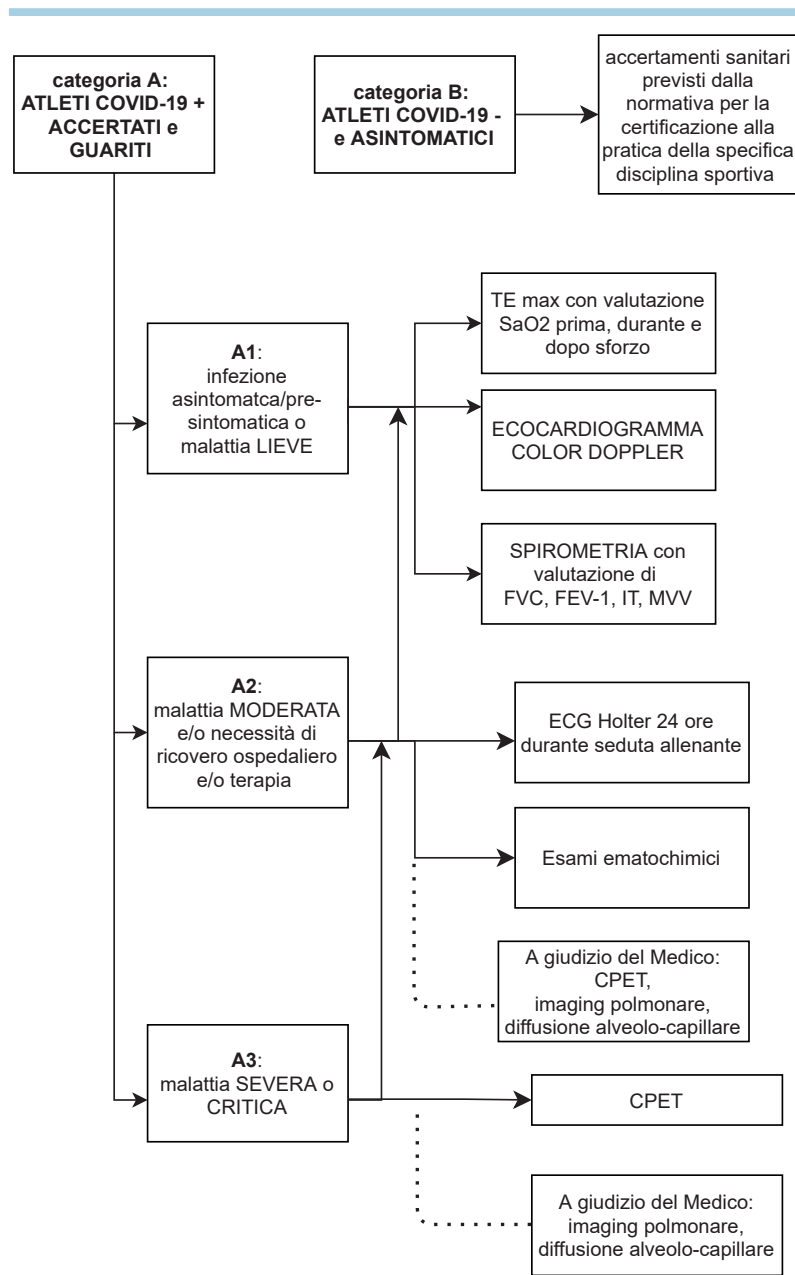 categoria A:
ATLETI COVID-19 +
ACCERTATI e
GUARITI
categoria B:
ATLETI COVID-19 -
e ASINTOMATICI
accertamenti sanitari
previsti dalla
normativa per la
certificazione alla
pratica della specifica
disciplina sportiva
A1:
infezione
asintomatca/pre-
sintomatica o
malattia LIEVE
TE max con valutazione
SaO2 prima, durante e
dopo sforzo
ECOCARDIOGRAMMA
COLOR DOPPLER
SPIROMETRIA con
valutazione di
FVC, FEV-1, IT, MVV
A2:
malattia MODERATA
e/o necessità di
ricovero ospedaliero
e/o terapia
ECG Holter 24 ore
durante seduta allenante
Esami ematochimici
A giudizio del Medico:
CPET,
imaging polmonare,
diffusione alveolo-capillare
A3:
malattia SEVERA o
CRITICA
CPET
A giudizio del Medico:
imaging polmonare,
diffusione alveolo-capillare